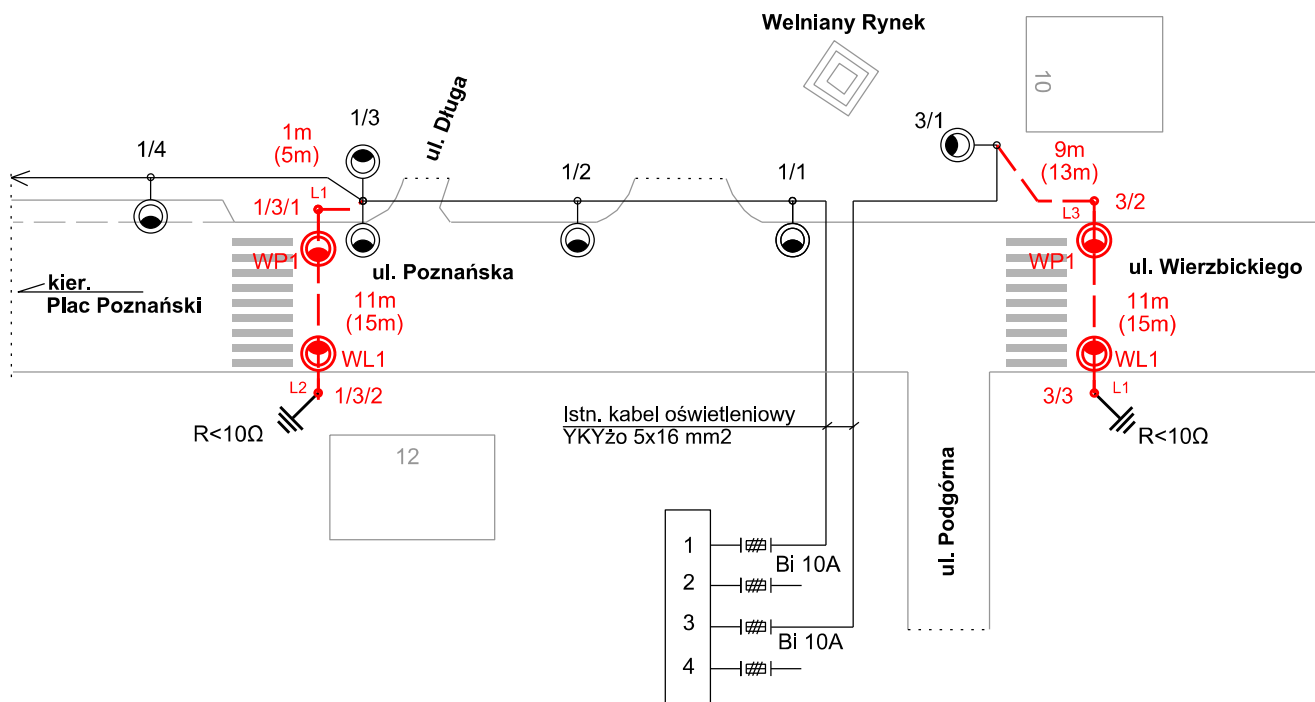 Welniany Rynek
10
ul. Długa
1/3
1m
(5m)
1/4
1/2
1/1
3/1
9m
(13m)
L1
1/3/1
L3
3/2
WP1
ul. Poznańska
WP1
ul. Wierzbickiego
kier.
Plac Poznański
11m
(15m)
11m
(15m)
WL1
WL1
L2
1/3/2
3/3
L1
R<10Ω
R<10Ω
Istn. kabel oświetleniowy
YKYżo 5x16 mm2
12
ul. Podgórna
1
Bi 10A
2
3
Bi 10A
4